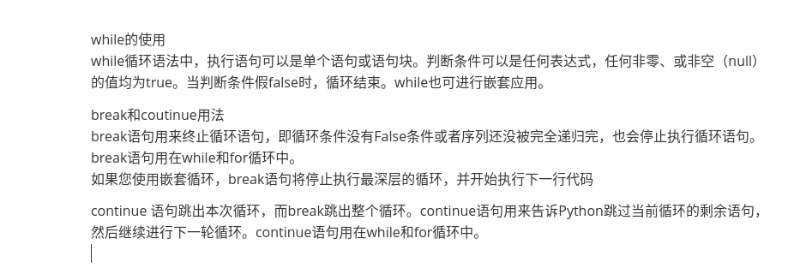 while的使用
while循环语法中，执行语句可以是单个语句或语句块。判断条件可以是任何表达式，任何非零、或非空（null）
的值均为true。当判断条件假false时，循环结束。while也可进行嵌套应用。
break和coutinue用法
break语句用来终止循环语句，即循环条件没有False条件或者序列还没被完全递归完，也会停止执行循环语句。
break语句用在while和for循环中。
如果您使用嵌套循环，break语句将停止执行最深层的循环，并开始执行下一行代码
continue 语句跳出本次循环，而break跳出整个循环。continue语句用来告诉Python跳过当前循环的剩余语句，
然后继续进行下一轮循环。continue语句用在while和for循环中。